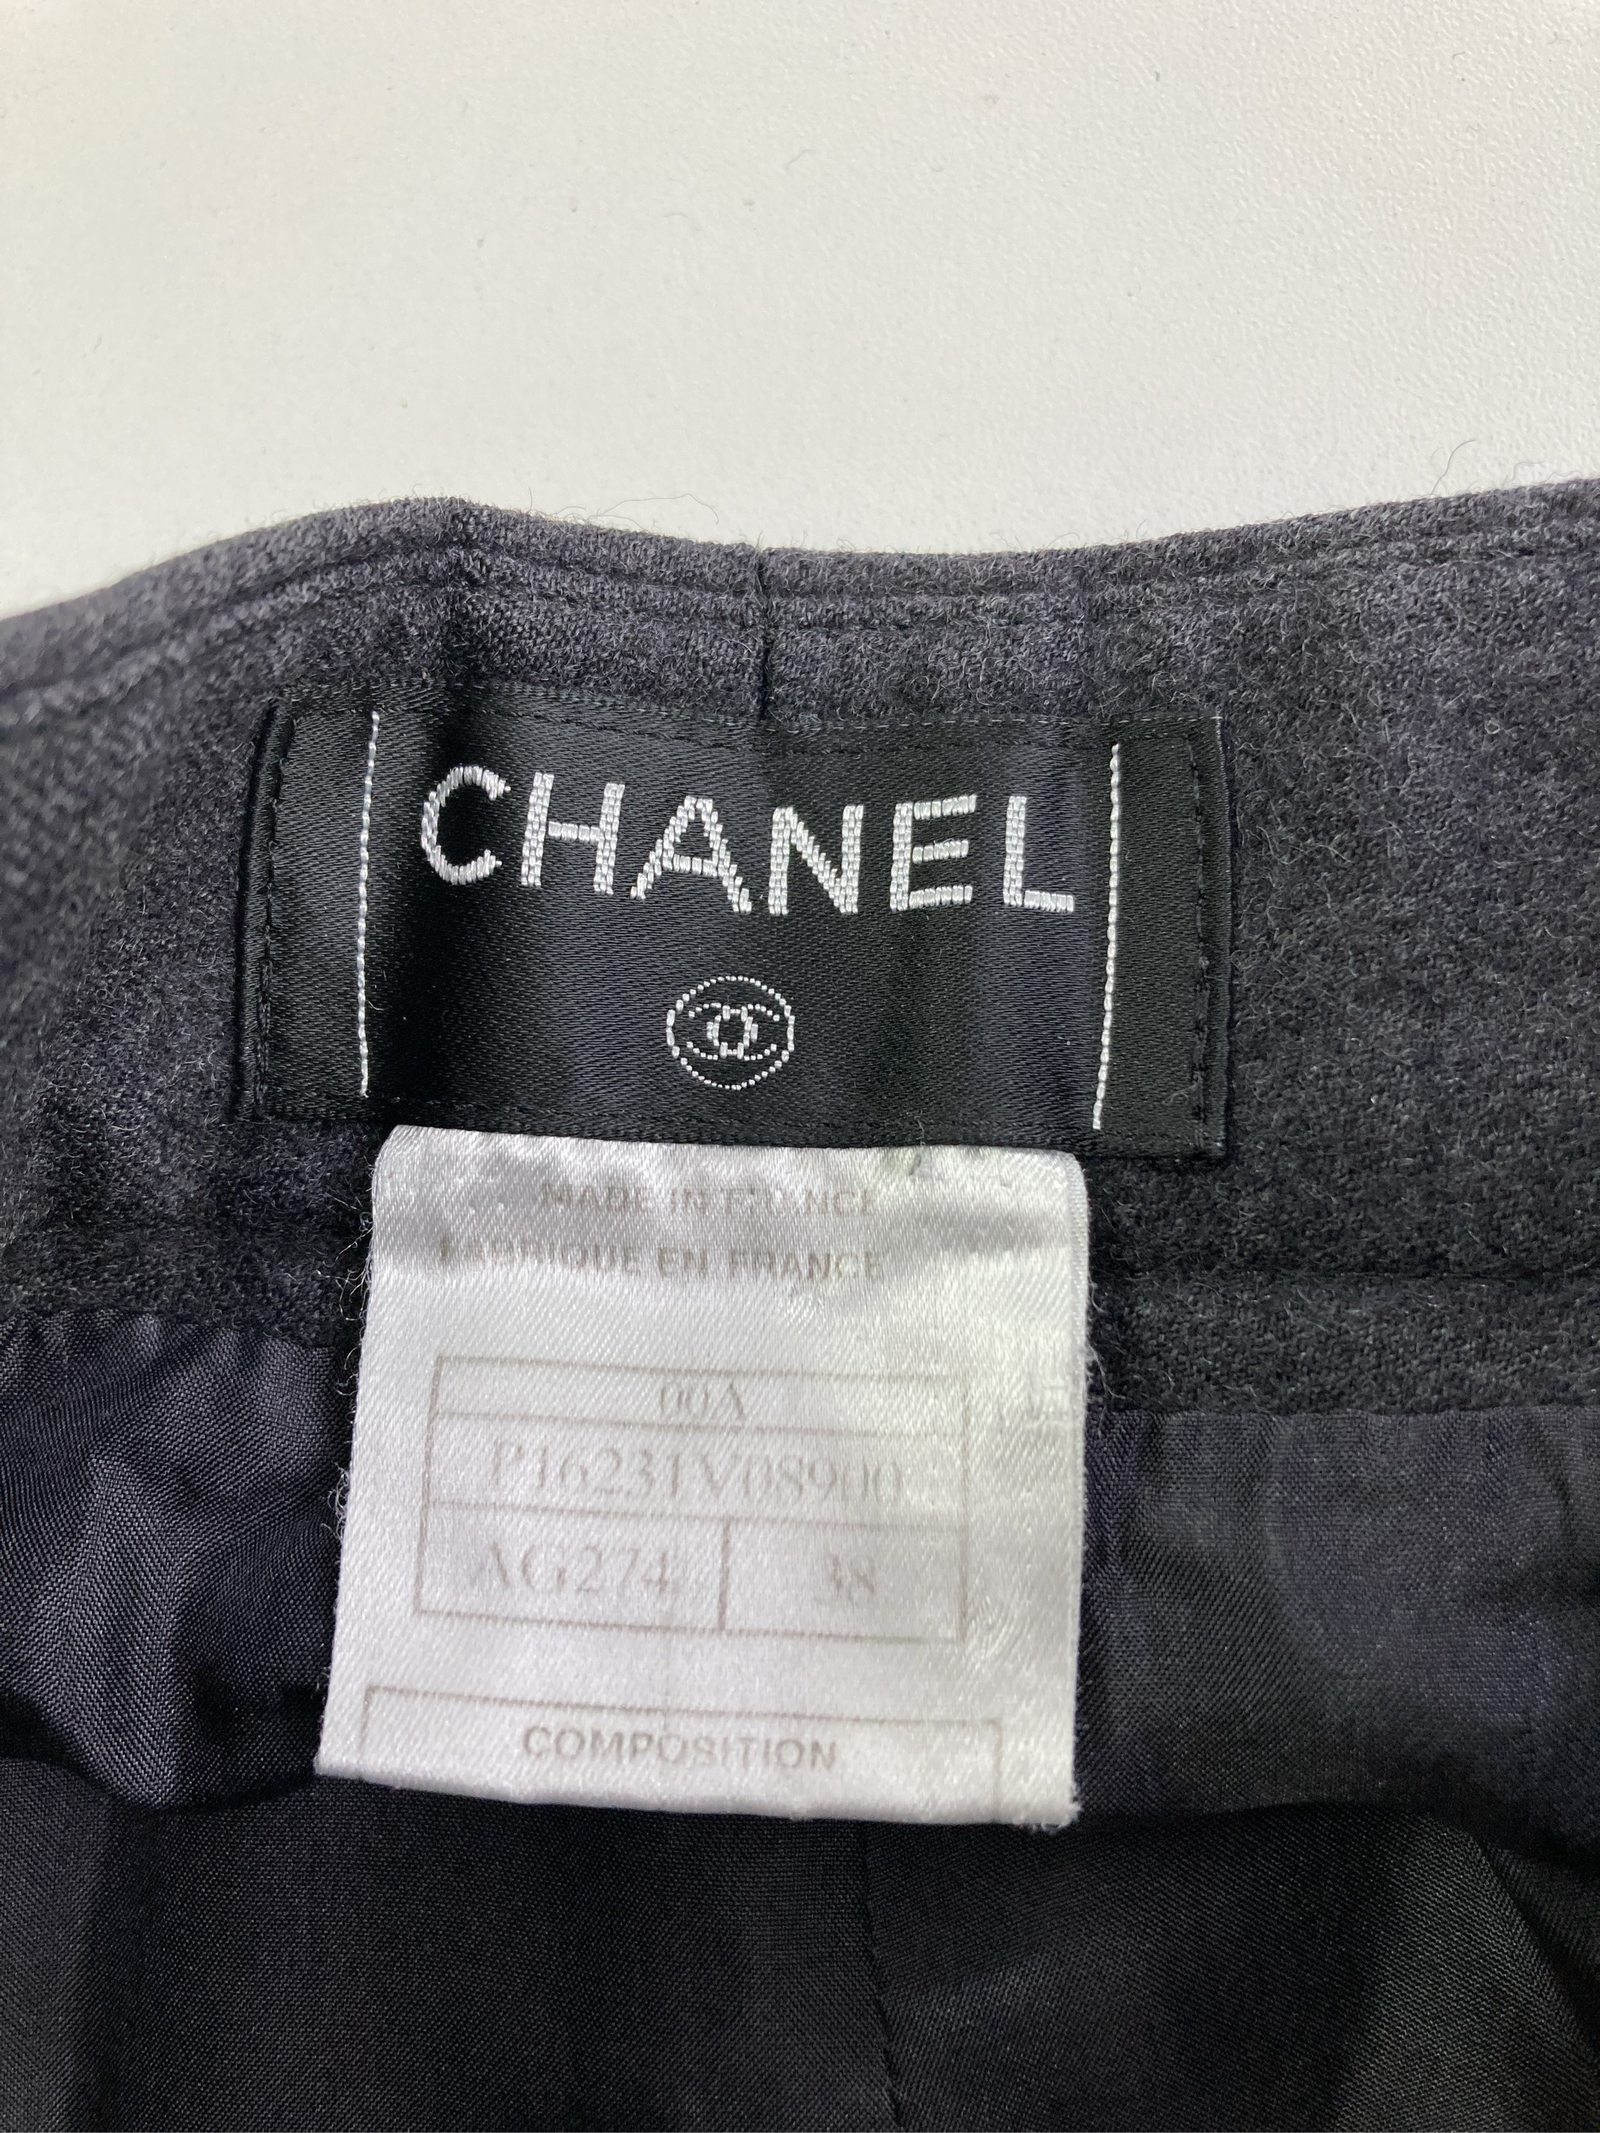 CHANEL
MADE IN FRANCE
FABRIQUE EN FRANCE
00A
P16231V08900
AG274 38
COMPOSITION